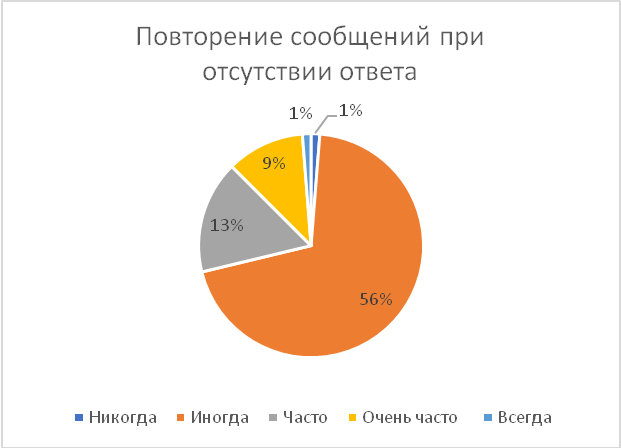 Повторение сообщений при
отсутствии ответа
1% 1%
9%
13%
56%
Никогда Иногда Часто Очень часто Всегда